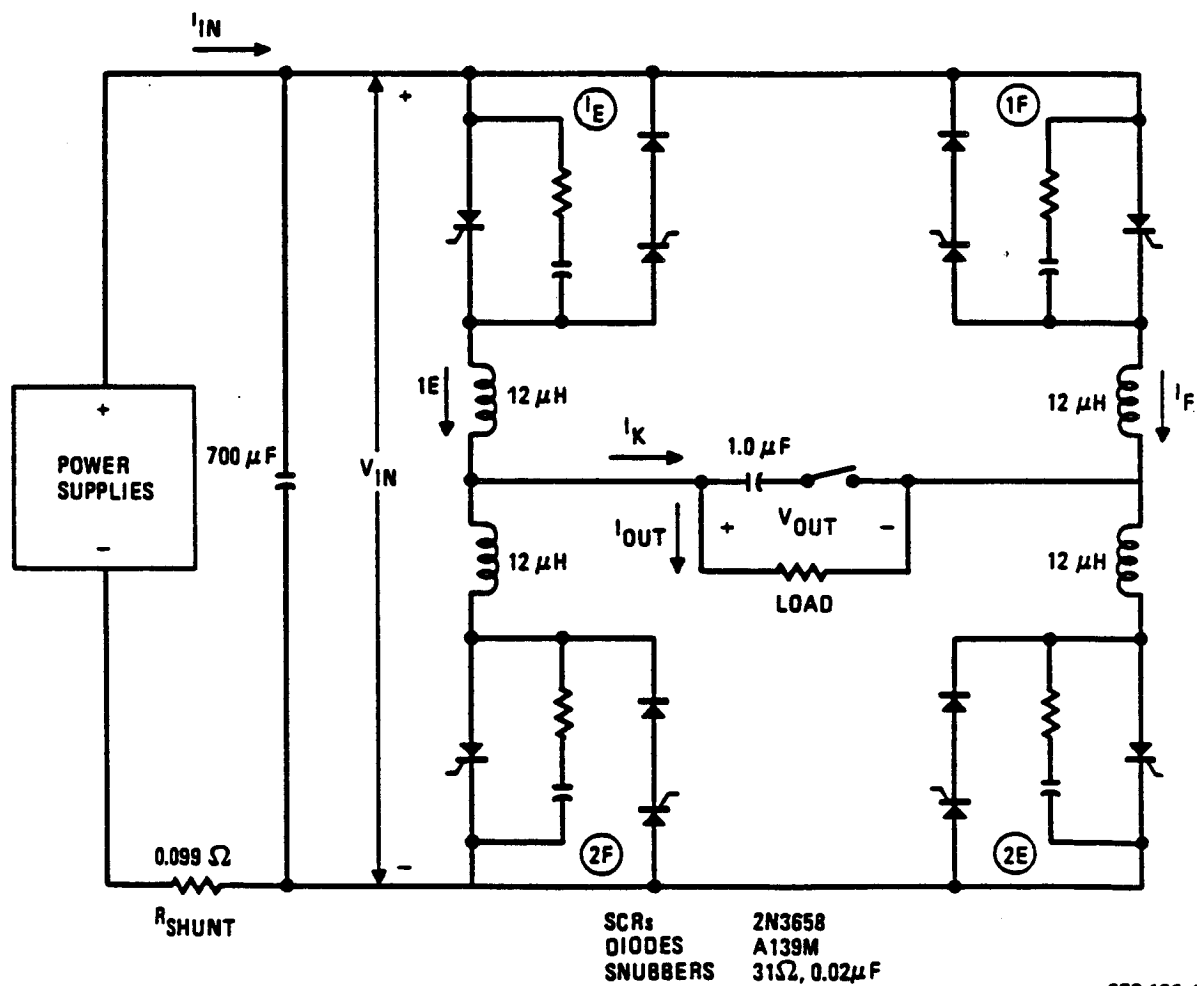 I_IN
+
I_E
1F
1E
12 μH
12 μH
I_F
+
POWER
SUPPLIES
−
700 μF
V_IN
I_K
1.0 μF
I_OUT
+ V_OUT −
LOAD
12 μH
12 μH
0.099 Ω
R_SHUNT
−
2F
2E
SCRs 2N3658
DIODES A139M
SNUBBERS 31Ω, 0.02μF